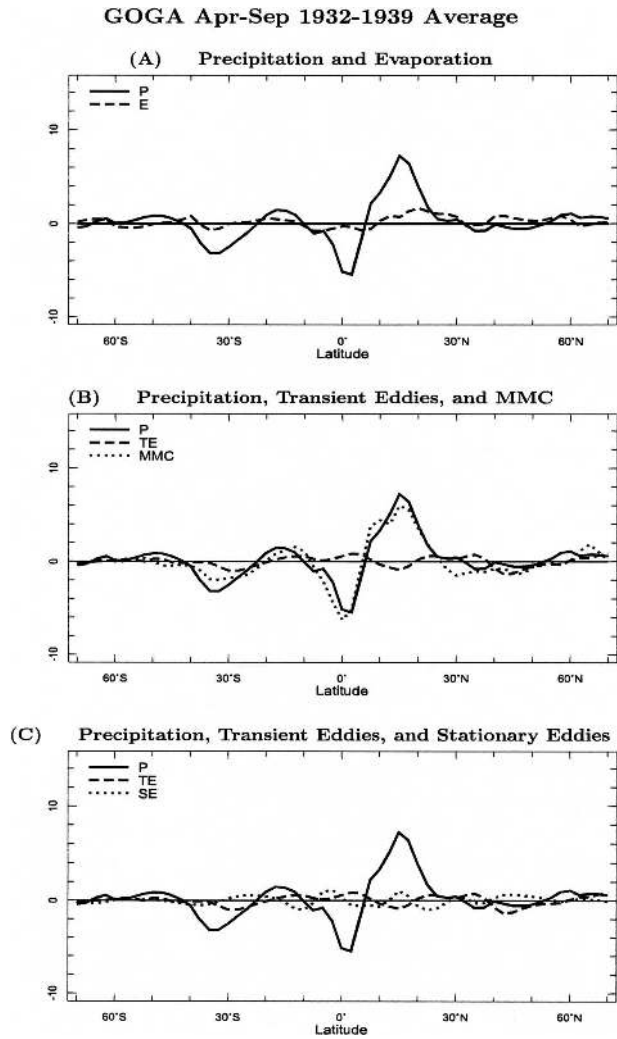 GOGA Apr-Sep 1932-1939 Average
(A) Precipitation and Evaporation
P
E
10
0
-10
60°S 30°S 0° 30°N 60°N
Latitude
(B) Precipitation, Transient Eddies, and MMC
P
TE
MMC
10
0
-10
60°S 30°S 0° 30°N 60°N
Latitude
(C) Precipitation, Transient Eddies, and Stationary Eddies
P
TE
SE
10
0
-10
60°S 30°S 0° 30°N 60°N
Latitude